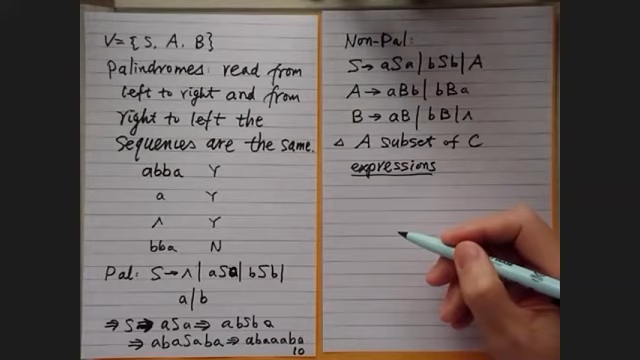 V={S, A, B}
Palindromes: read from
left to right and from
right to left the
sequences are the same.
abba Y
a Y
Λ Y
bba N
Pal: S→Λ|aSa|bSb|
a|b
⇒S⇒aSa⇒abSba
⇒abaSaba⇒abaaaba
10
Non-Pal:
S→aSa|bSb|A
A→aBb|bBa
B→aB|bB|Λ
△ A subset of C
expressions